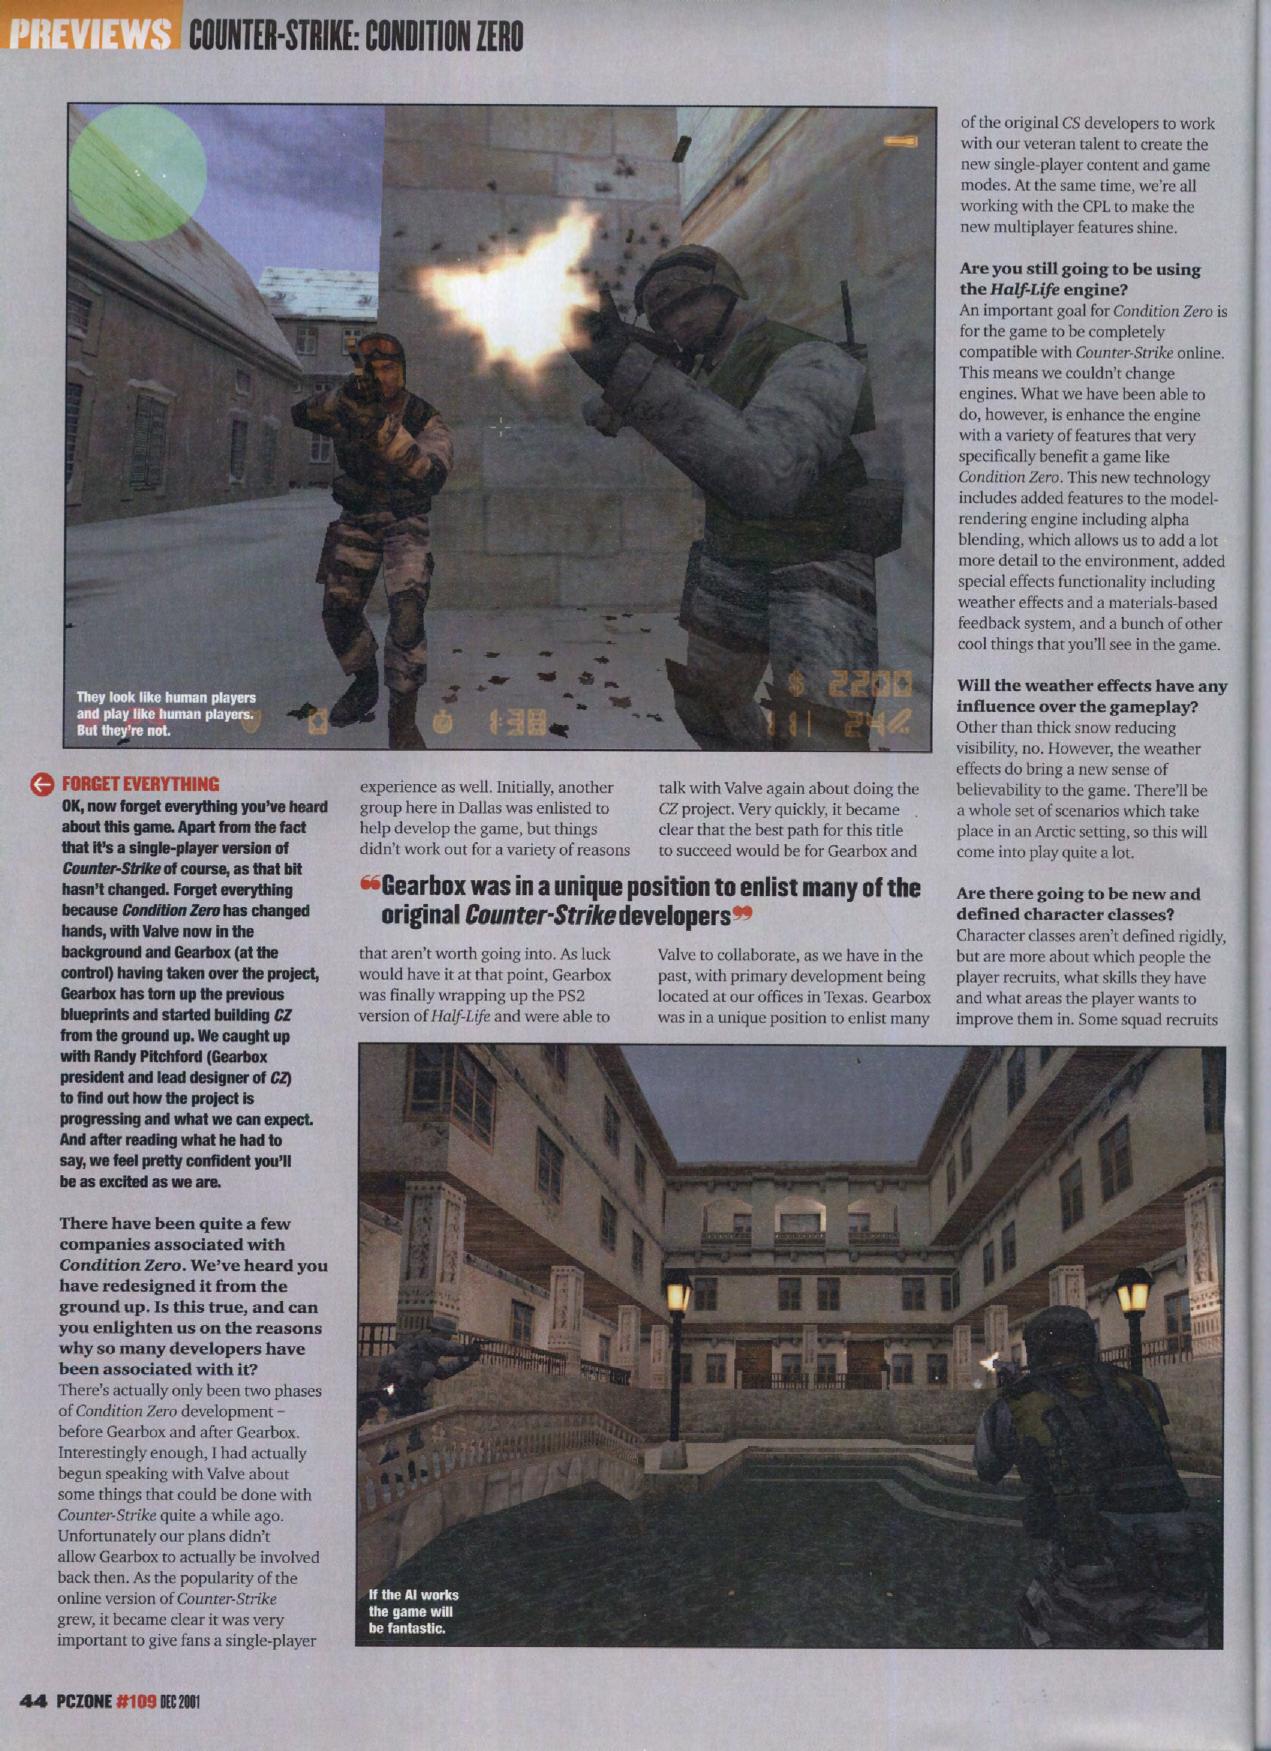 PREVIEWS COUNTER-STRIKE: CONDITION ZERO
$ 2200
1:38
They look like human players
and play like human players.
But they're not.
FORGET EVERYTHING
OK, now forget everything you've heard
about this game. Apart from the fact
that it's a single-player version of
Counter-Strike of course, as that bit
hasn't changed. Forget everything
because Condition Zero has changed
hands, with Valve now in the
background and Gearbox (at the
control) having taken over the project,
Gearbox has torn up the previous
blueprints and started building CZ
from the ground up. We caught up
with Randy Pitchford (Gearbox
president and lead designer of CZ)
to find out how the project is
progressing and what we can expect.
And after reading what he had to
say, we feel pretty confident you'll
be as excited as we are.
There have been quite a few
companies associated with
Condition Zero. We've heard you
have redesigned it from the
ground up. Is this true, and can
you enlighten us on the reasons
why so many developers have
been associated with it?
There's actually only been two phases
of Condition Zero development –
before Gearbox and after Gearbox.
Interestingly enough, I had actually
begun speaking with Valve about
some things that could be done with
Counter-Strike quite a while ago.
Unfortunately our plans didn't
allow Gearbox to actually be involved
back then. As the popularity of the
online version of Counter-Strike
grew, it became clear it was very
important to give fans a single-player
experience as well. Initially, another
group here in Dallas was enlisted to
help develop the game, but things
didn't work out for a variety of reasons
that aren't worth going into. As luck
would have it at that point, Gearbox
was finally wrapping up the PS2
version of Half-Life and were able to
talk with Valve again about doing the
CZ project. Very quickly, it became
clear that the best path for this title
to succeed would be for Gearbox and
Valve to collaborate, as we have in the
past, with primary development being
located at our offices in Texas. Gearbox
was in a unique position to enlist many
“Gearbox was in a unique position to enlist many of the
original Counter-Strike developers”
of the original CS developers to work
with our veteran talent to create the
new single-player content and game
modes. At the same time, we're all
working with the CPL to make the
new multiplayer features shine.
Are you still going to be using
the Half-Life engine?
An important goal for Condition Zero is
for the game to be completely
compatible with Counter-Strike online.
This means we couldn't change
engines. What we have been able to
do, however, is enhance the engine
with a variety of features that very
specifically benefit a game like
Condition Zero. This new technology
includes added features to the model-
rendering engine including alpha
blending, which allows us to add a lot
more detail to the environment, added
special effects functionality including
weather effects and a materials-based
feedback system, and a bunch of other
cool things that you'll see in the game.
Will the weather effects have any
influence over the gameplay?
Other than thick snow reducing
visibility, no. However, the weather
effects do bring a new sense of
believability to the game. There'll be
a whole set of scenarios which take
place in an Arctic setting, so this will
come into play quite a lot.
Are there going to be new and
defined character classes?
Character classes aren't defined rigidly,
but are more about which people the
player recruits, what skills they have
and what areas the player wants to
improve them in. Some squad recruits
If the AI works
the game will
be fantastic.
44 PCZONE #109 DEC 2001